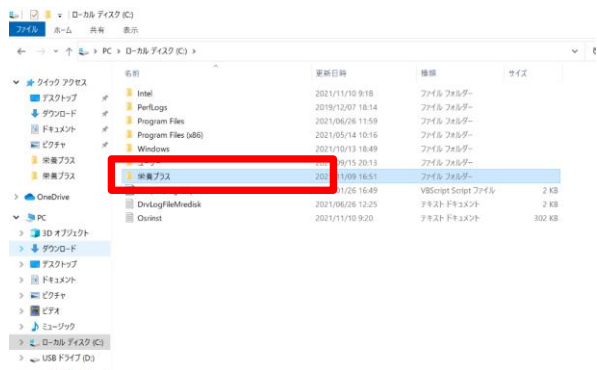 ローカル ディスク (C:)
ファイル ホーム 共有 表示
PC > ローカル ディスク (C:) >
名前 更新日時 種類 サイズ
クイック アクセス
デスクトップ
ダウンロード
ドキュメント
ピクチャ
栄養プラス
栄養プラス
OneDrive
PC
3D オブジェクト
ダウンロード
デスクトップ
ドキュメント
ピクチャ
ビデオ
ミュージック
ローカル ディスク (C:)
USB ドライブ (D:)
Intel 2021/11/10 9:18 ファイル フォルダー
PerfLogs 2019/12/07 18:14 ファイル フォルダー
Program Files 2021/06/26 11:59 ファイル フォルダー
Program Files (x86) 2021/05/14 10:16 ファイル フォルダー
Windows 2021/10/13 18:49 ファイル フォルダー
ユーザー 2021/09/15 20:13 ファイル フォルダー
栄養プラス 2021/11/09 16:51 ファイル フォルダー
01/26 16:49 VBScript Script ファイル 2 KB
DrvLogFileMredisk 2021/06/26 12:25 テキスト ドキュメント 2 KB
Osrinst 2021/11/10 9:20 テキスト ドキュメント 302 KB